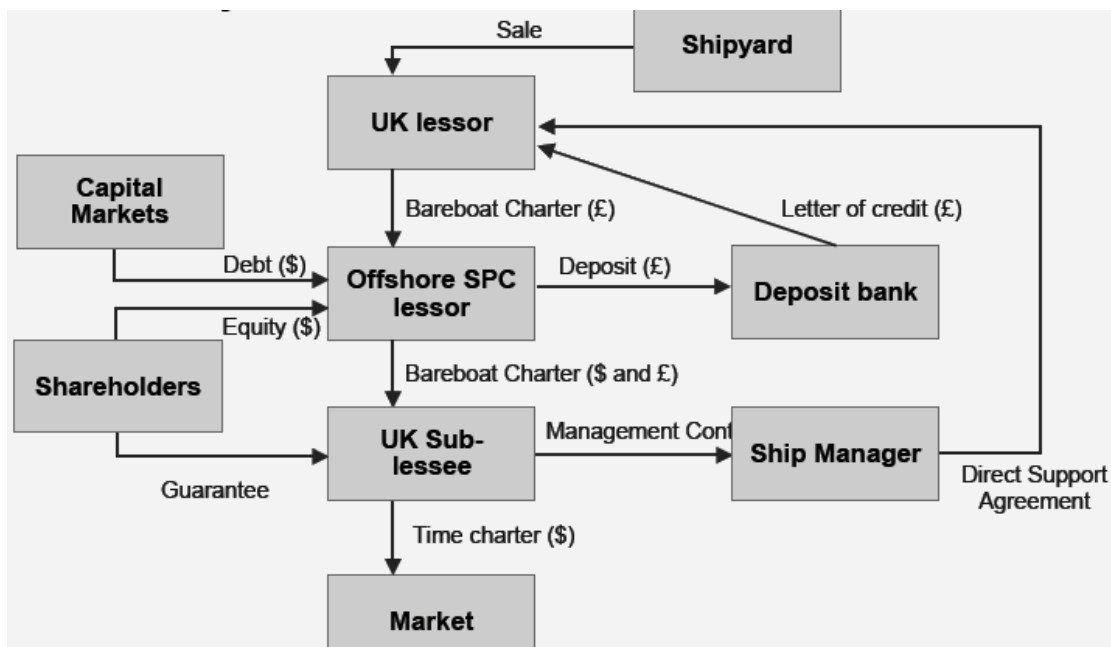 Sale
Shipyard
UK lessor
Capital
Markets
Bareboat Charter (£)
Letter of credit (£)
Debt ($)
Offshore SPC
lessor
Deposit (£)
Deposit bank
Equity ($)
Shareholders
Bareboat Charter ($ and £)
UK Sub-
lessee
Management Cont
Ship Manager
Direct Support
Agreement
Guarantee
Time charter ($)
Market